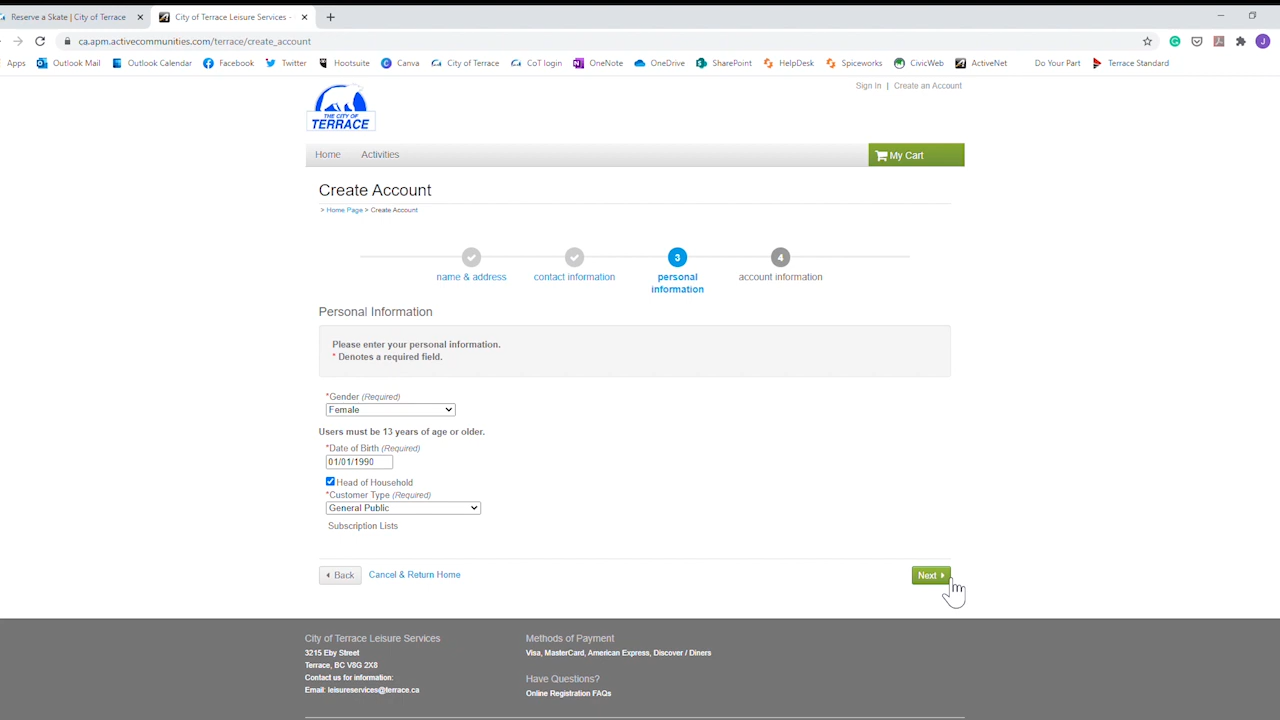 Reserve a Skate | City of Terrace
City of Terrace Leisure Services -
ca.apm.activecommunities.com/terrace/create_account
J
Apps Outlook Mail Outlook Calendar Facebook Twitter Hootsuite Canva City of Terrace CoT login OneNote OneDrive SharePoint HelpDesk Spiceworks CivicWeb ActiveNet Do Your Part Terrace Standard
Sign In | Create an Account
THE CITY OF
TERRACE
Home Activities My Cart
Create Account
> Home Page > Create Account
3 4
name & address contact information personal information account information
Personal Information
Please enter your personal information.
* Denotes a required field.
*Gender (Required)
Female
Users must be 13 years of age or older.
*Date of Birth (Required)
01/01/1990
Head of Household
*Customer Type (Required)
General Public
Subscription Lists
Back Cancel & Return Home Next
City of Terrace Leisure Services
3215 Eby Street
Terrace, BC V8G 2X8
Contact us for information:
Email: leisureservices@terrace.ca
Methods of Payment
Visa, MasterCard, American Express, Discover / Diners
Have Questions?
Online Registration FAQs